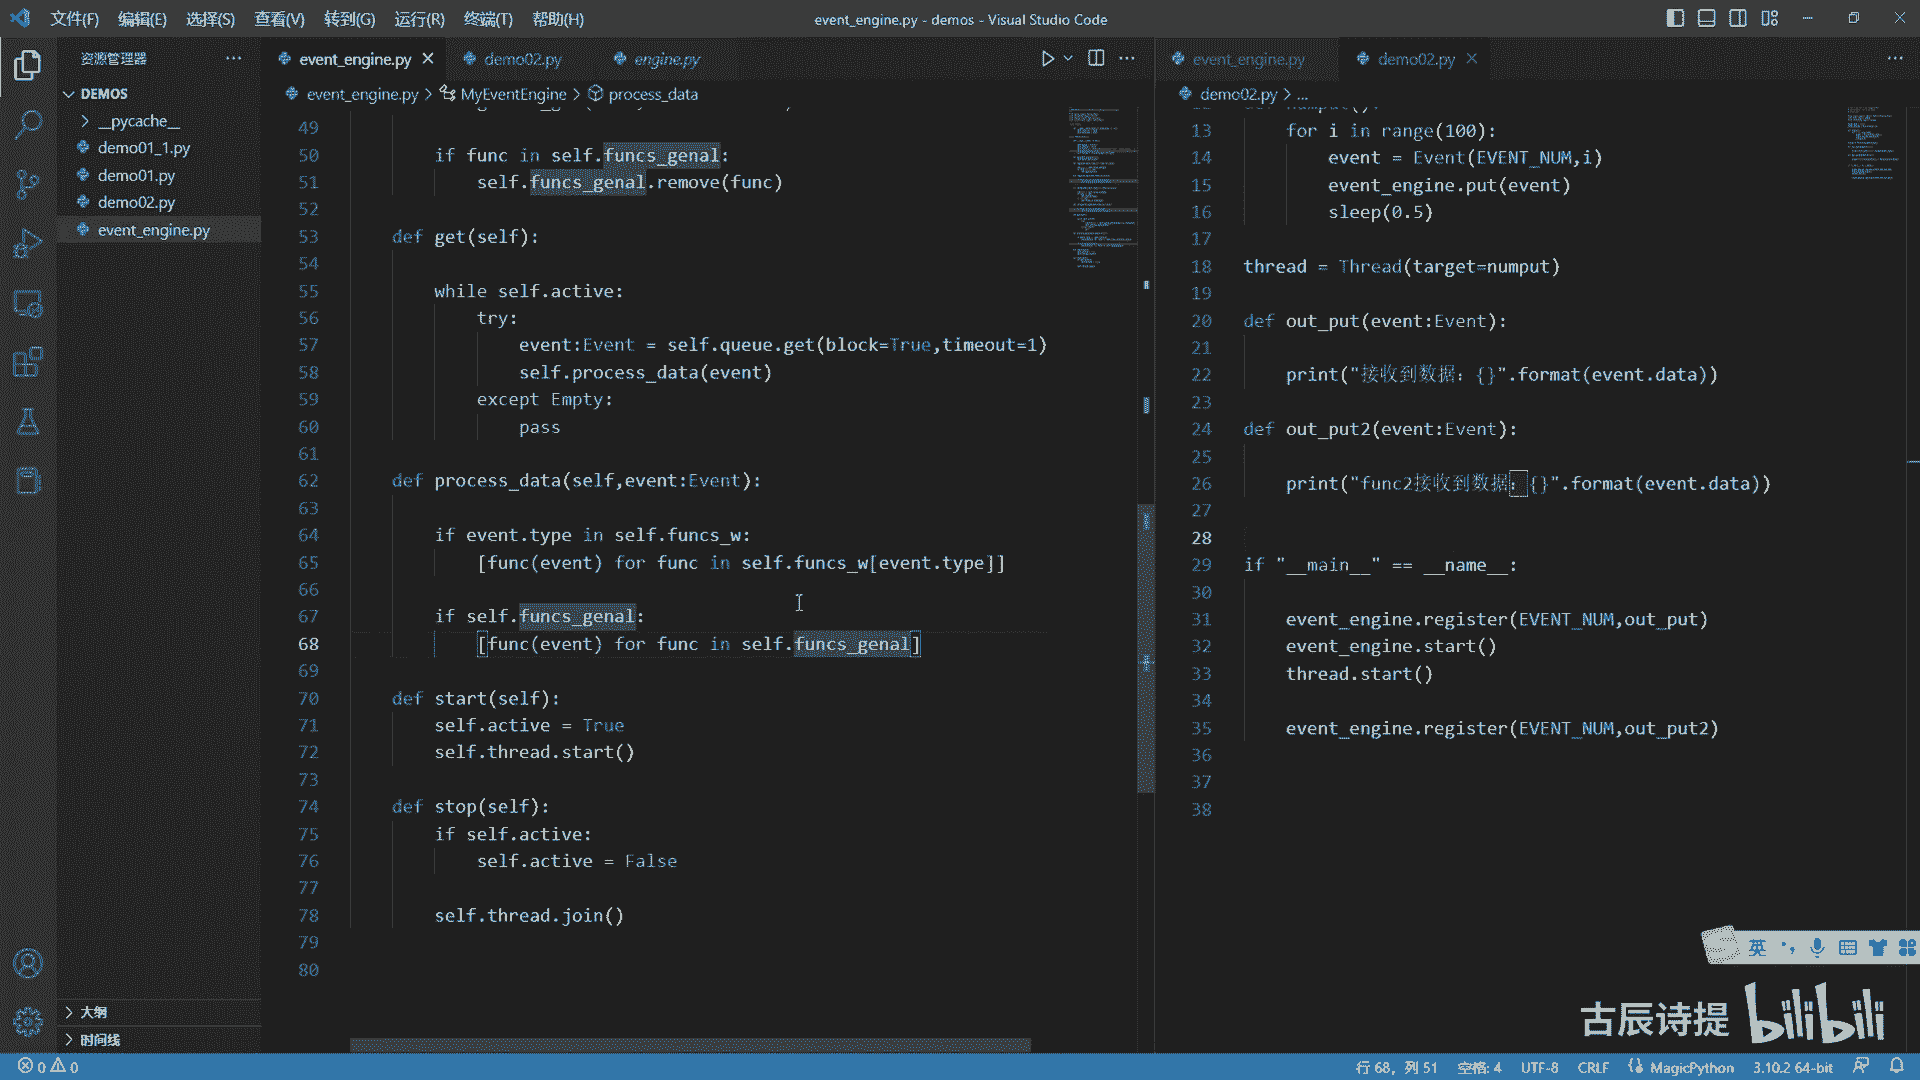 文件(F) 编辑(E) 选择(S) 查看(V) 转到(G) 运行(R) 终端(T) 帮助(H)
event_engine.py - demos - Visual Studio Code
资源管理器
DEMOS
__pycache__
demo01_1.py
demo01.py
demo02.py
event_engine.py
大纲
时间线
event_engine.py
demo02.py
engine.py
event_engine.py > MyEventEngine > process_data
49
50 if func in self.funcs_genal:
51 self.funcs_genal.remove(func)
52
53 def get(self):
54
55 while self.active:
56 try:
57 event:Event = self.queue.get(block=True,timeout=1)
58 self.process_data(event)
59 except Empty:
60 pass
61
62 def process_data(self,event:Event):
63
64 if event.type in self.funcs_w:
65 [func(event) for func in self.funcs_w[event.type]]
66
67 if self.funcs_genal:
68 [func(event) for func in self.funcs_genal]
69
70 def start(self):
71 self.active = True
72 self.thread.start()
73
74 def stop(self):
75 if self.active:
76 self.active = False
77
78 self.thread.join()
79
80
event_engine.py
demo02.py
demo02.py > ...
13 for i in range(100):
14 event = Event(EVENT_NUM,i)
15 event_engine.put(event)
16 sleep(0.5)
17
18 thread = Thread(target=numput)
19
20 def out_put(event:Event):
21
22 print("接收到数据：{}".format(event.data))
23
24 def out_put2(event:Event):
25
26 print("func2接收到数据：{}".format(event.data))
27
28
29 if "__main__" == __name__:
30
31 event_engine.register(EVENT_NUM,out_put)
32 event_engine.start()
33 thread.start()
34
35 event_engine.register(EVENT_NUM,out_put2)
36
37
38
英
古辰诗提 bilibili
0 0
行 68，列 51 空格: 4 UTF-8 CRLF MagicPython 3.10.2 64-bit